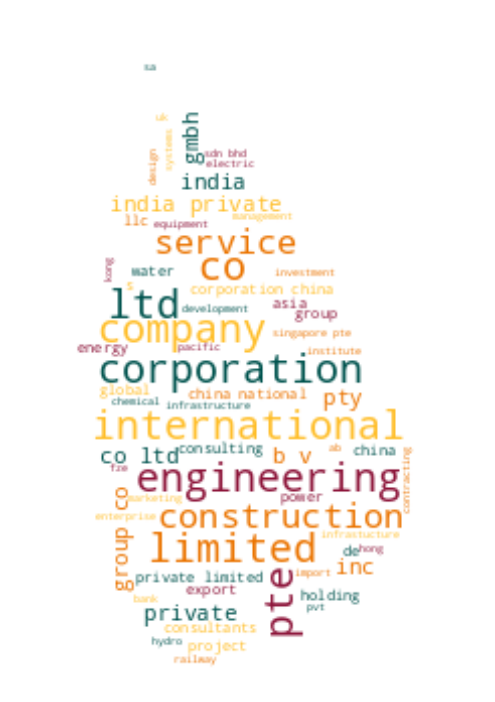 sa
uk
systems
gmbh
design
sdn bhd
electric
india
india private
management
llc equipment
service
co
kong
water
investment
s
corporation china
ltd
development
asia
group
company
singapore pte
energy
pacific
institute
corporation
global
china national
pty
chemical infrastructure
international
co ltd
consulting
b v
ab
china
contracting
fze
engineering
power
marketing
group co
enterprise
construction
infrastucture
limited
de
hong
pte
import
inc
private limited
export
holding
bank
private
pvt
consultants
hydro
project
railway